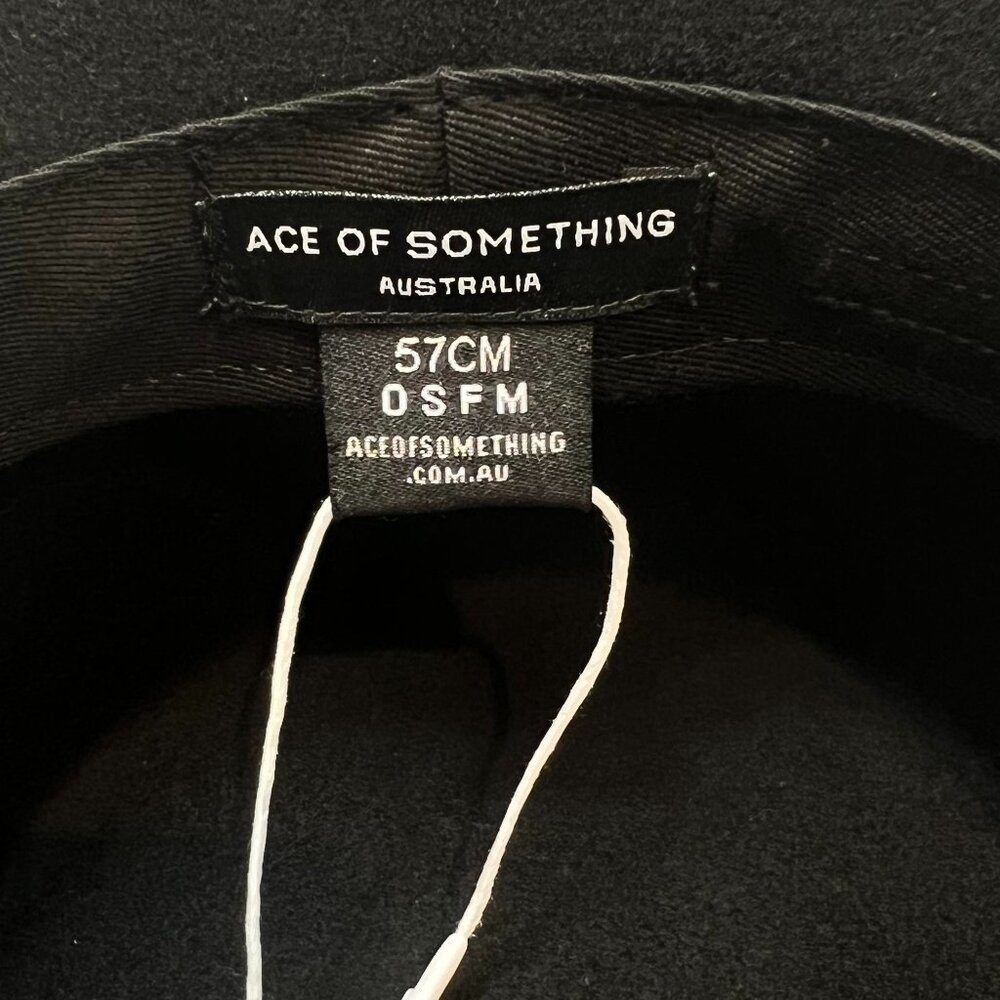 ACE OF SOMETHING
AUSTRALIA
57CM
OSFM
ACEOFSOMETHING
.COM.AU